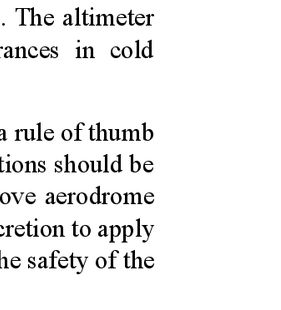 . The altimeter
rances in cold
a rule of thumb
tions should be
ove aerodrome
cretion to apply
he safety of the